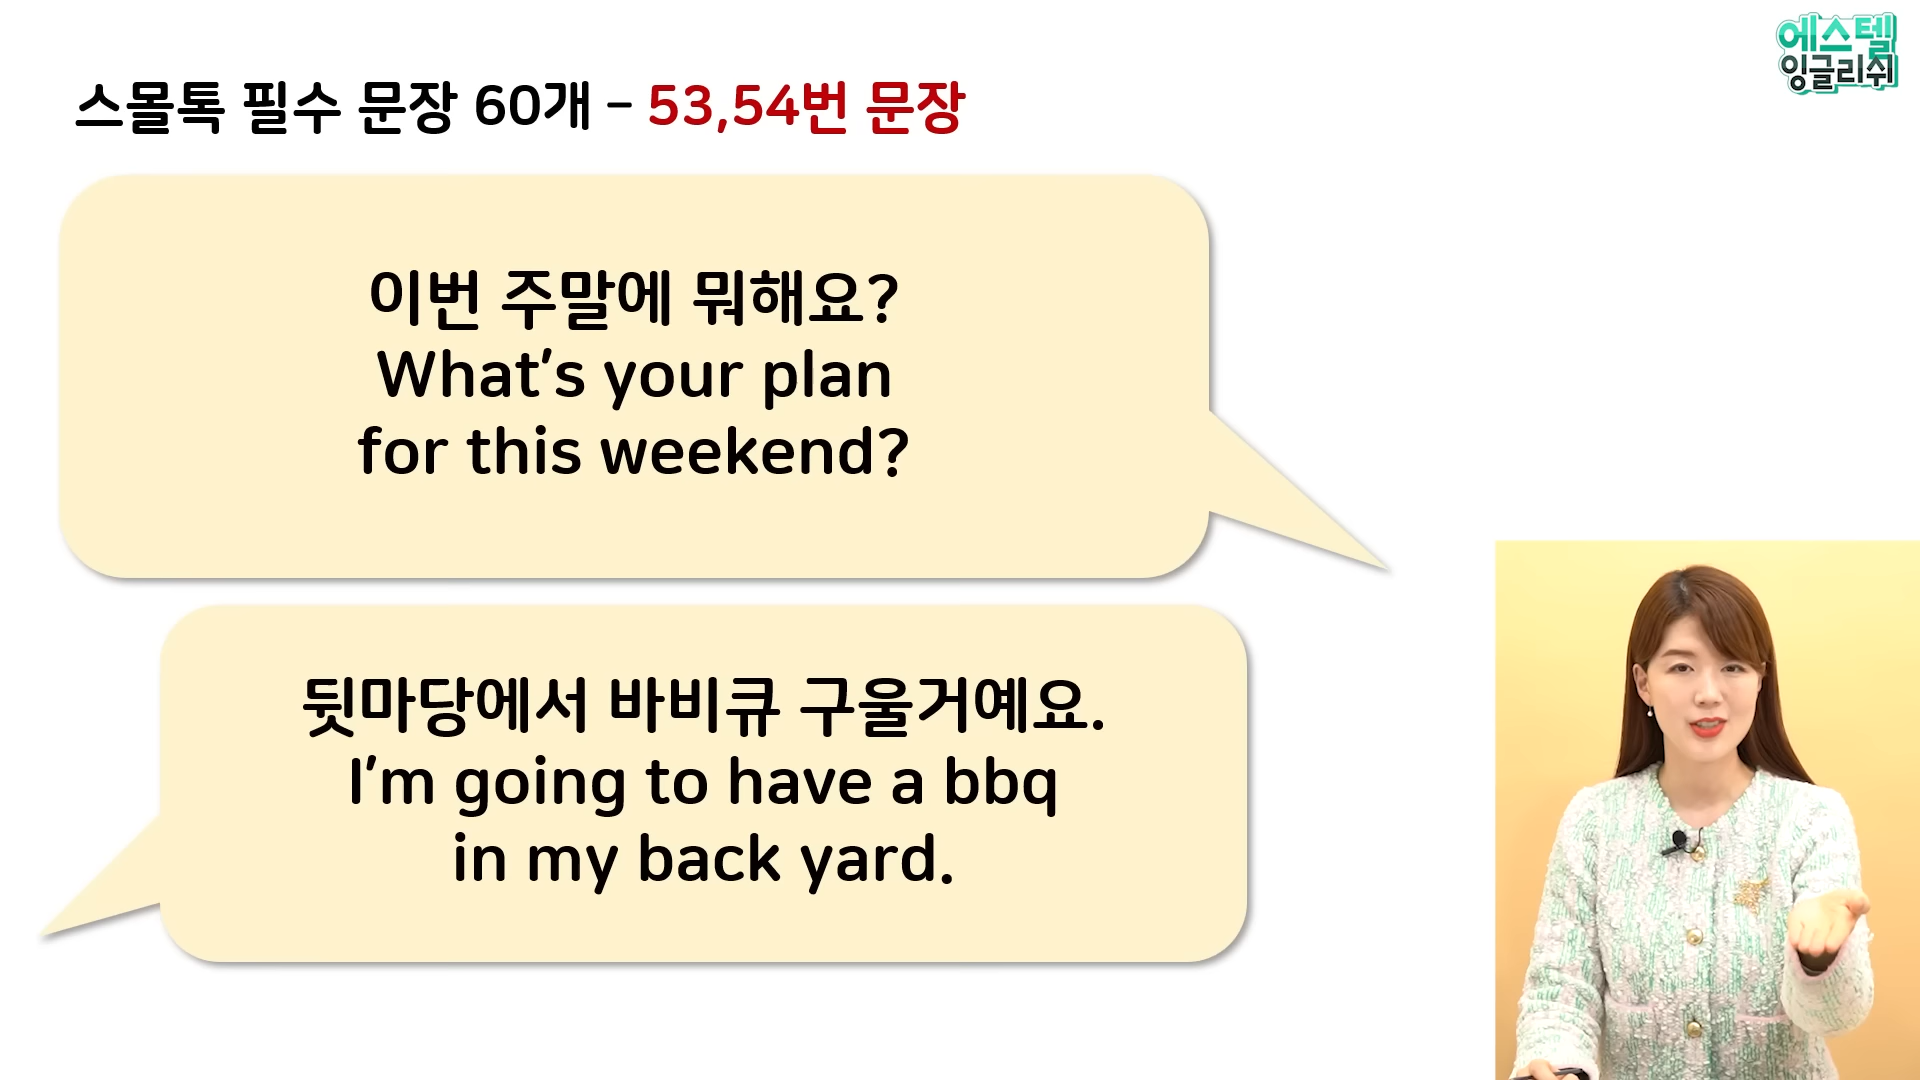 에스텔
잉글리쉬
스몰톡 필수 문장 60개 - 53,54번 문장
이번 주말에 뭐해요?
What's your plan
for this weekend?
뒷마당에서 바비큐 구울거예요.
I'm going to have a bbq
in my back yard.